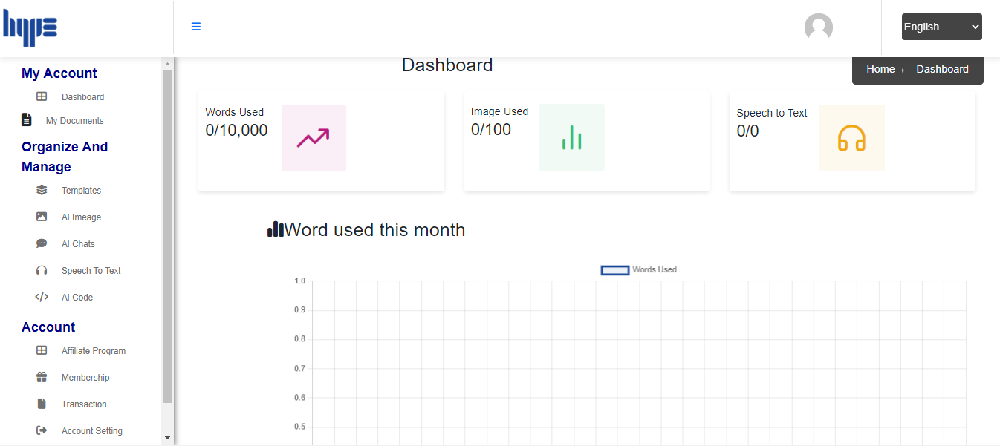 hype
English
My Account
Dashboard
My Documents
Organize And
Manage
Templates
AI Imeage
AI Chats
Speech To Text
AI Code
Account
Affiliate Program
Membership
Transaction
Account Setting
Dashboard
Home
Dashboard
Words Used
0/10,000
Image Used
0/100
Speech to Text
0/0
Word used this month
Words Used
1.0
0.9
0.8
0.7
0.6
0.5